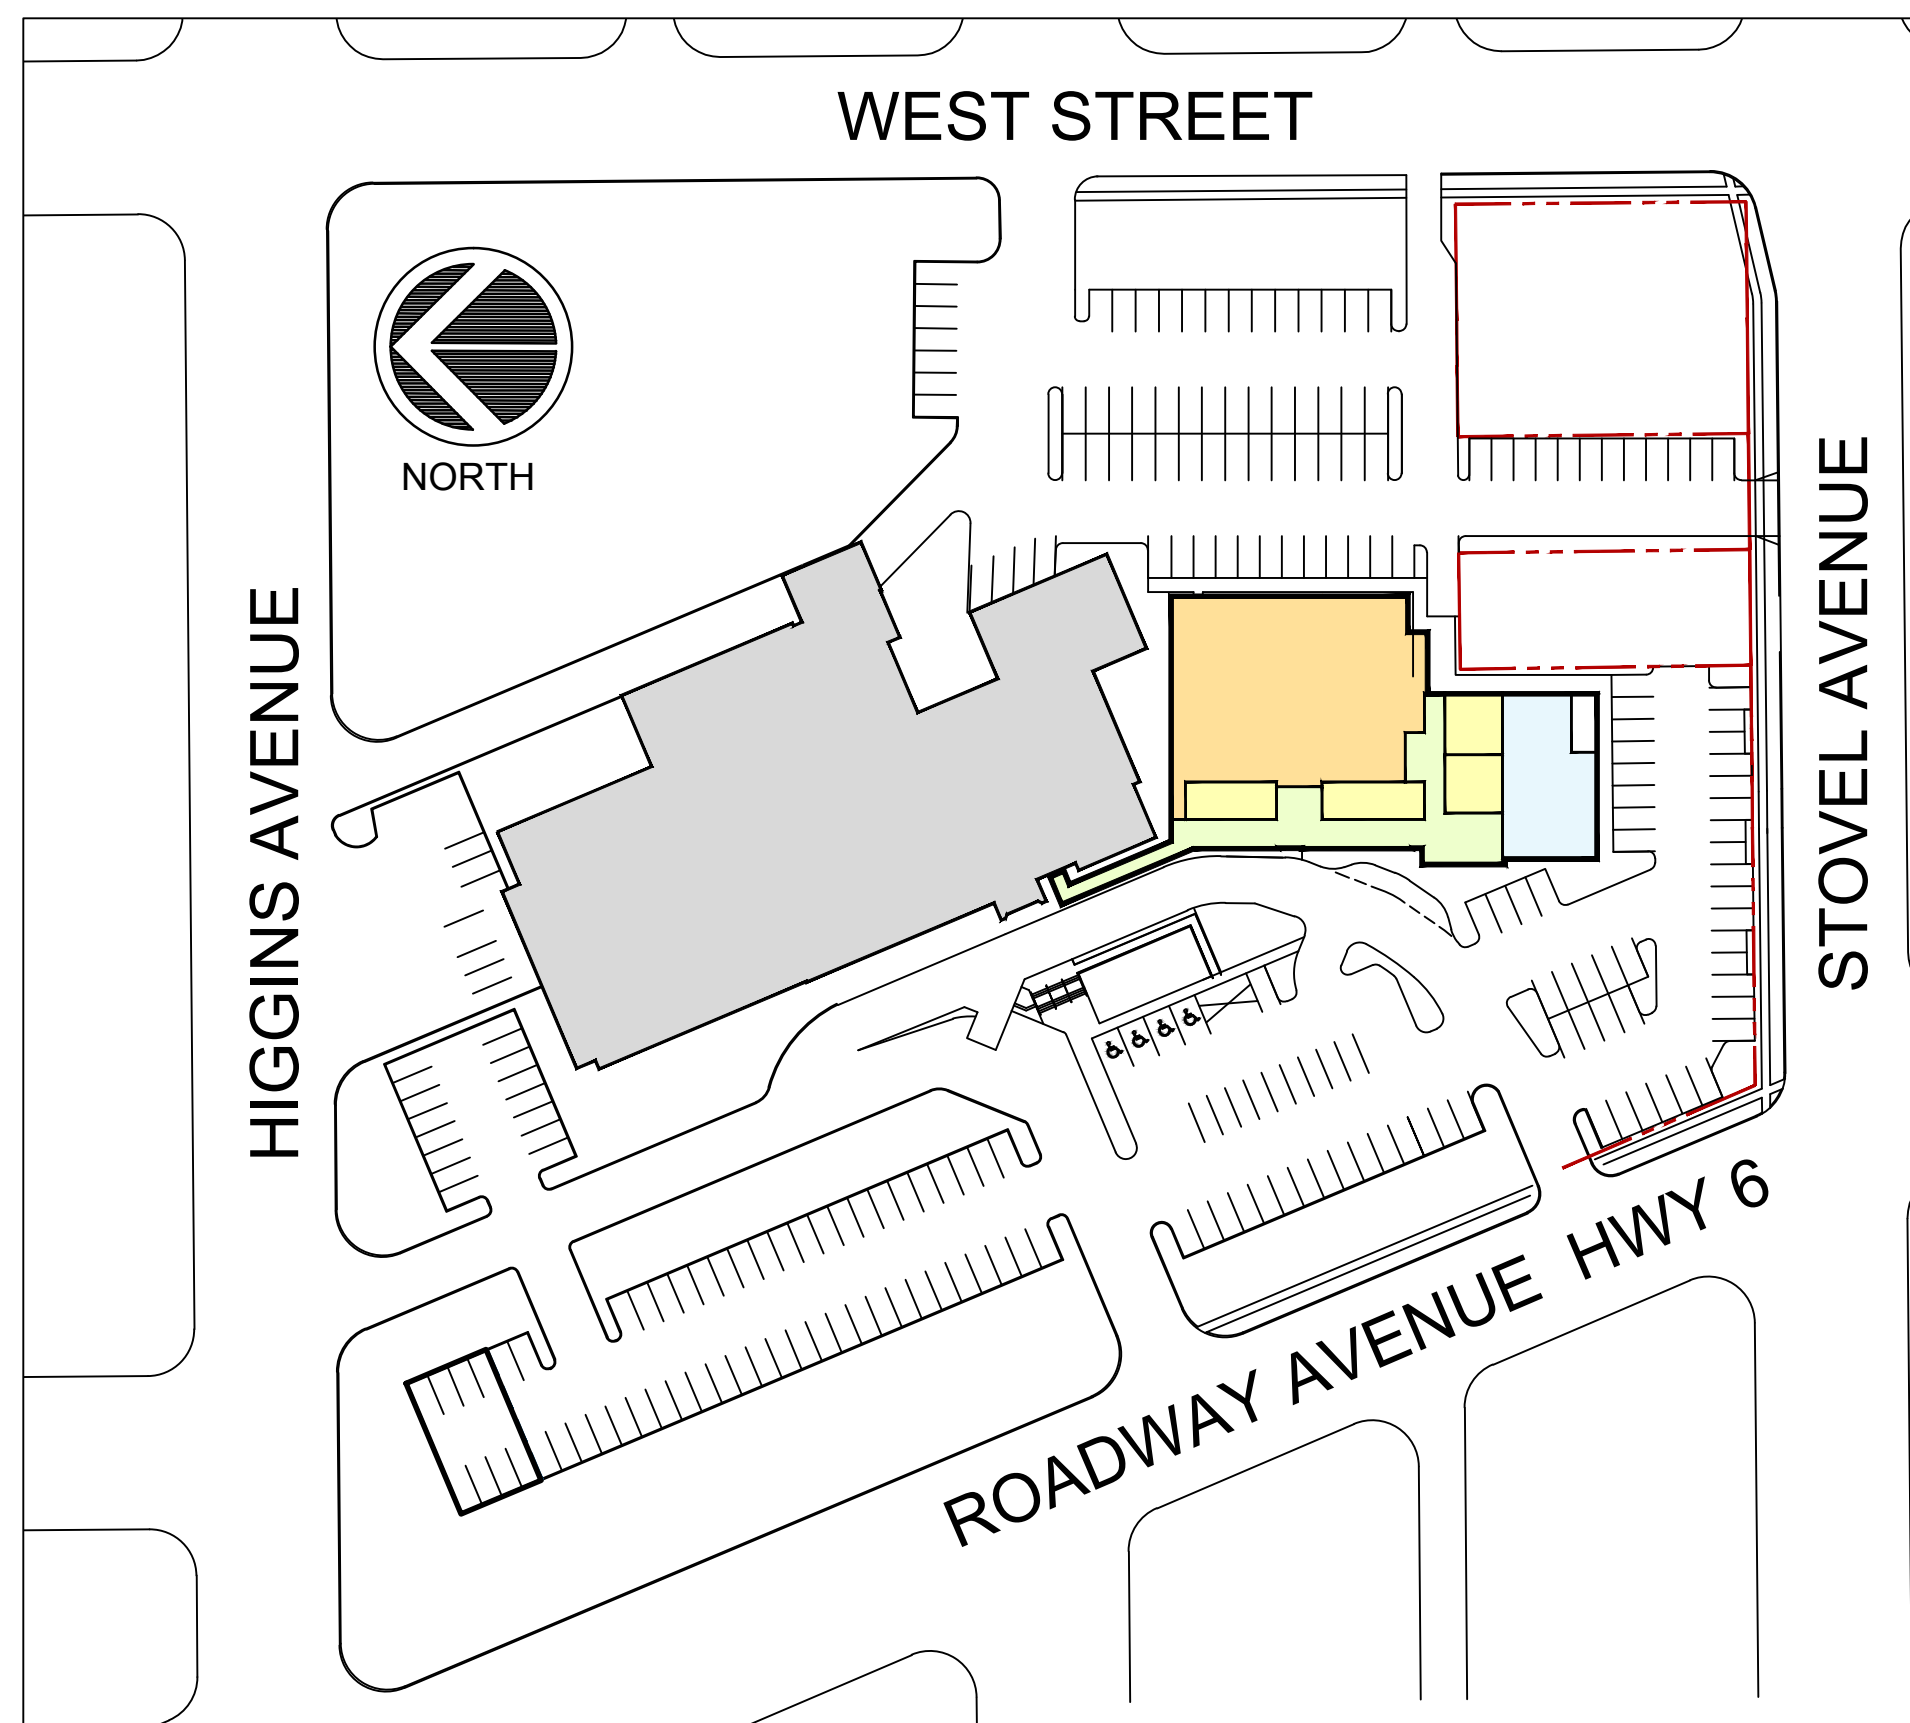 WEST STREET
NORTH
HIGGINS AVENUE
STOVEL AVENUE
ROADWAY AVENUE HWY 6